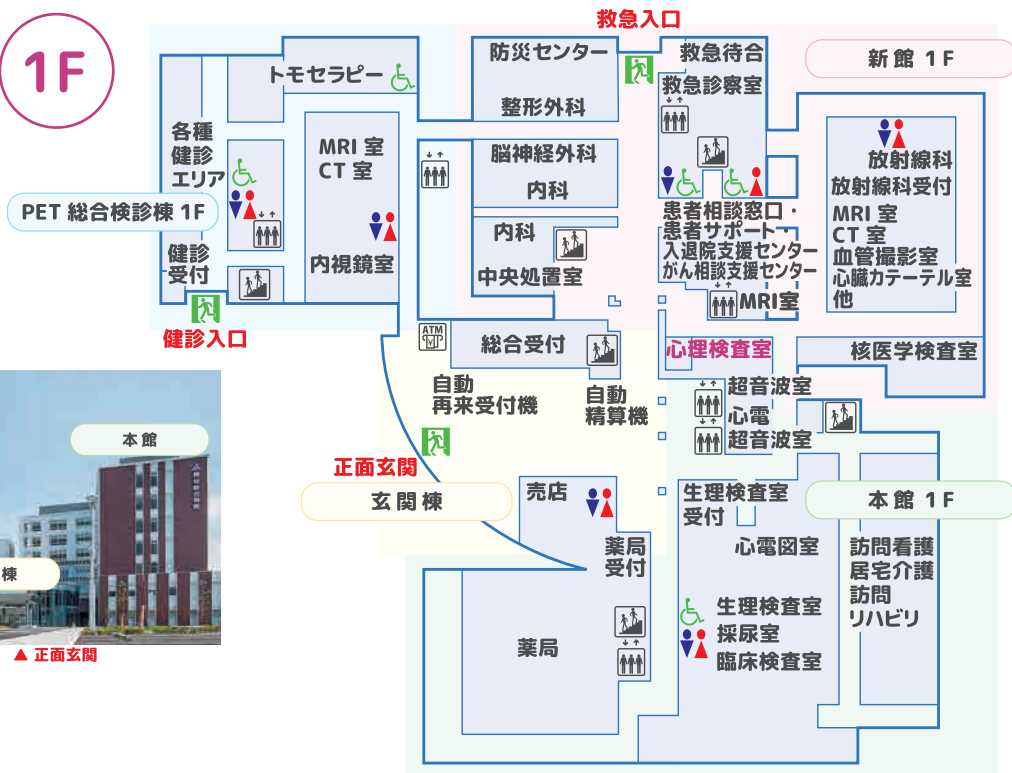 1F
救急入口
防災センター
整形外科
救急待合
救急診察室
新館 1F
トモセラピー
各種
健診
エリア
MRI 室
CT 室
脳神経外科
内科
放射線科
放射線科受付
MRI 室
CT 室
血管撮影室
心臓カテーテル室
他
PET 総合検診棟 1F
患者相談窓口・
患者サポート・
入退院支援センター
がん相談支援センター
内科
中央処置室
健診
受付
内視鏡室
MRI室
健診入口
ATM
総合受付
心理検査室
核医学検査室
自動
再来受付機
自動
精算機
超音波室
心電
超音波室
本館
正面玄関
玄関棟
売店
生理検査室
受付
本館 1F
薬局
受付
心電図室
訪問看護
居宅介護
訪問
リハビリ
棟
薬局
生理検査室
採尿室
臨床検査室
▲ 正面玄関